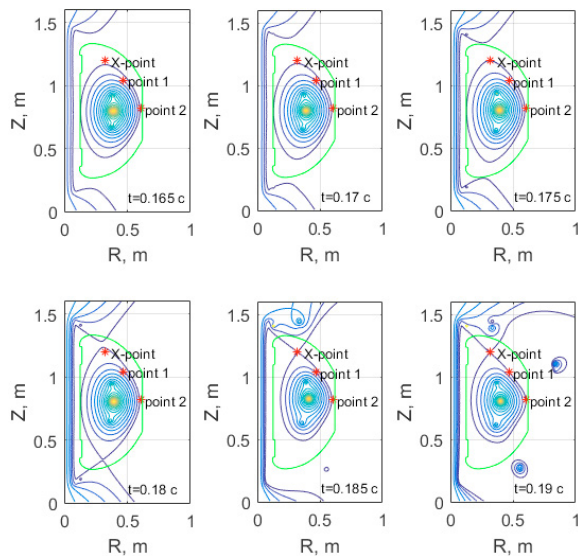 Z, m
1.5
1
0.5
0
X-point
point 1
point 2
t=0.165 c
0
0.5
1
R, m
Z, m
1.5
1
0.5
0
X-point
point 1
point 2
t=0.17 c
0
0.5
1
R, m
Z, m
1.5
1
0.5
0
X-point
point 1
point 2
t=0.175 c
0
0.5
1
R, m
Z, m
1.5
1
0.5
0
X-point
point 1
point 2
t=0.18 c
0
0.5
1
R, m
Z, m
1.5
1
0.5
0
X-point
point 1
point 2
t=0.185 c
0
0.5
1
R, m
Z, m
1.5
1
0.5
0
X-point
point 1
point 2
t=0.19 c
0
0.5
1
R, m